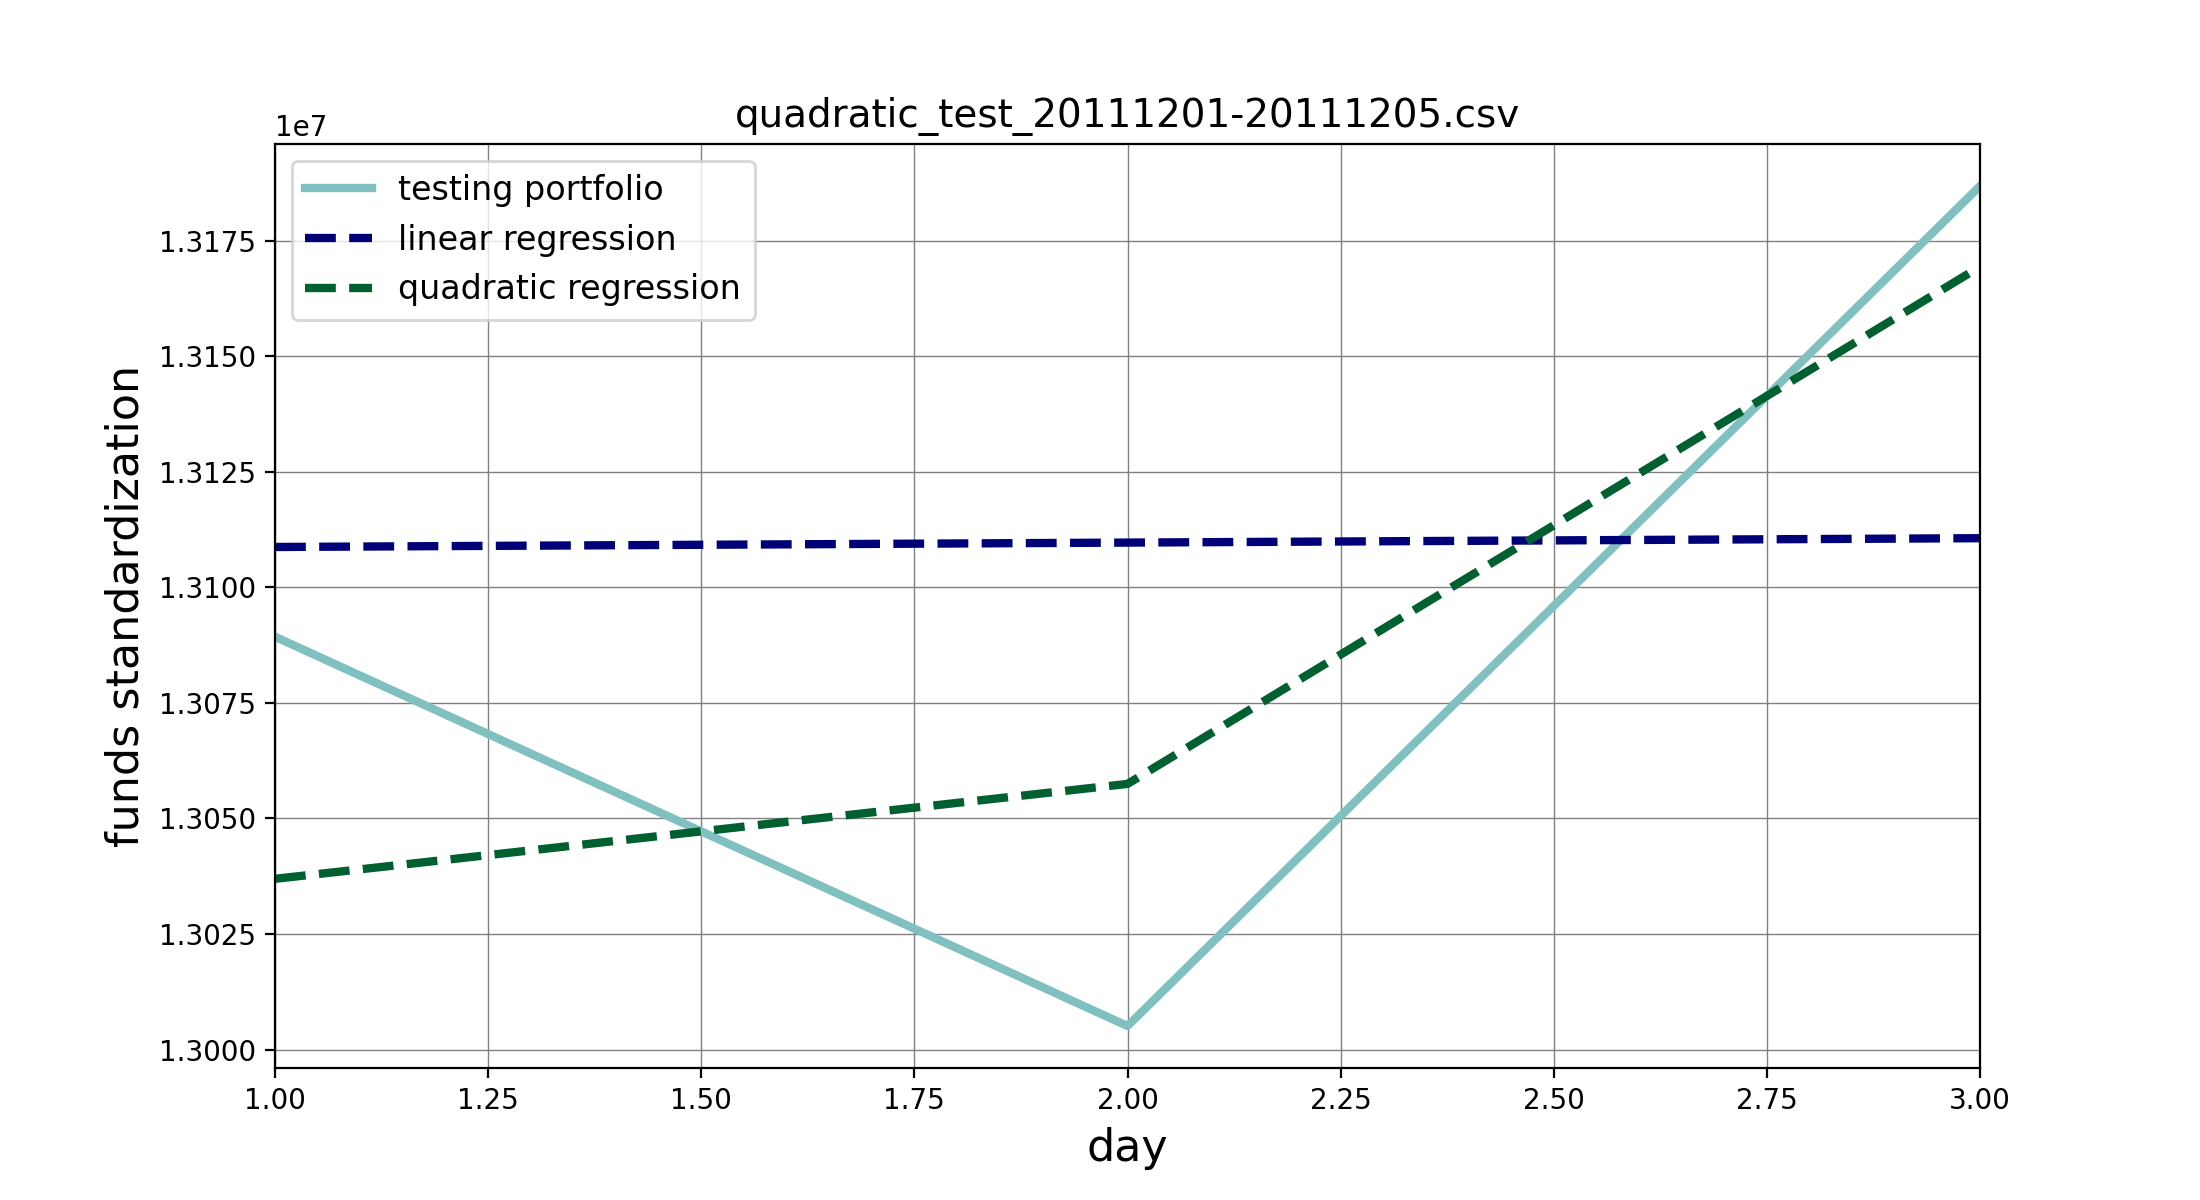 quadratic_test_20111201-20111205.csv
1e7
testing portfolio
linear regression
quadratic regression
funds standardization
1.3175
1.3150
1.3125
1.3100
1.3075
1.3050
1.3025
1.3000
1.00 1.25 1.50 1.75 2.00 2.25 2.50 2.75 3.00
day